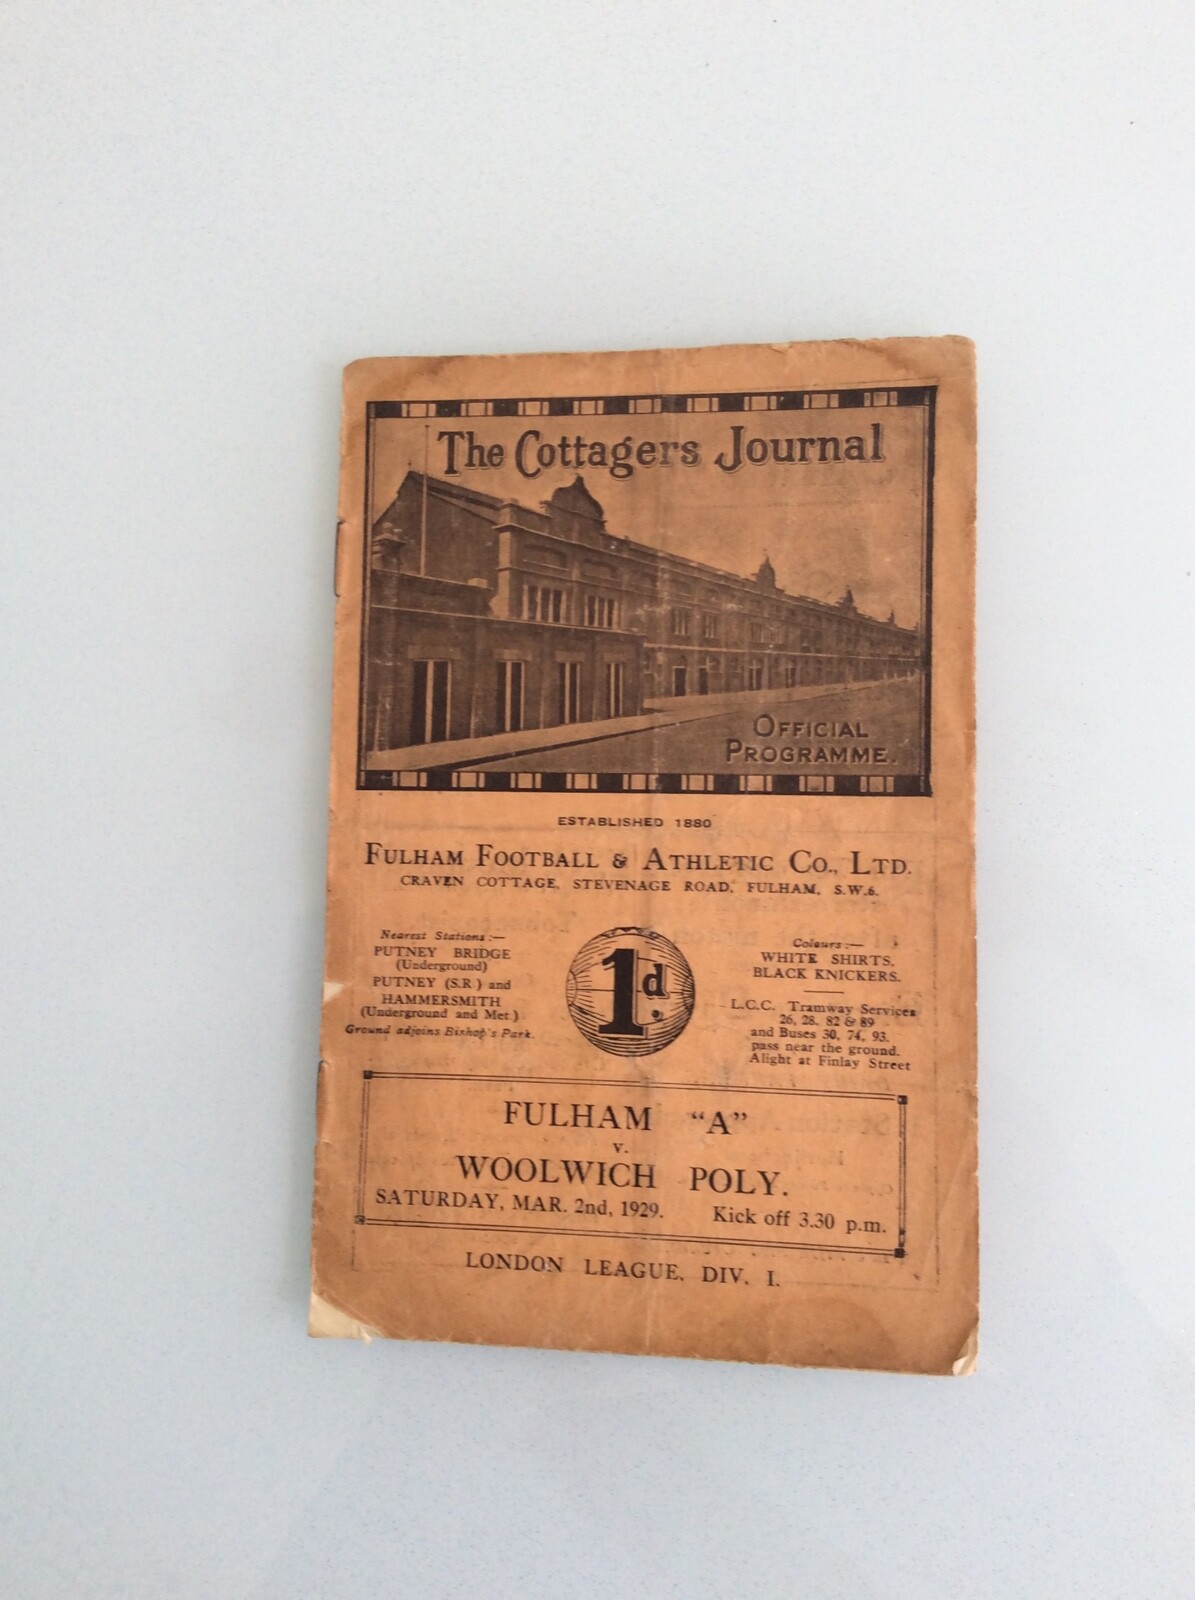 The Cottagers Journal
OFFICIAL
PROGRAMME.
ESTABLISHED 1880
FULHAM FOOTBALL & ATHLETIC CO., LTD.
CRAVEN COTTAGE, STEVENAGE ROAD, FULHAM, S.W.6.
Nearest Stations :—
PUTNEY BRIDGE
(Underground)
PUTNEY (S.R.) and
HAMMERSMITH
(Underground and Met.)
Ground adjoins Bishop's Park.
1d.
Colours :—
WHITE SHIRTS.
BLACK KNICKERS.
L.C.C. Tramway Services
26, 28, 82 & 89
and Buses 30, 74, 93.
pass near the ground.
Alight at Finlay Street
FULHAM "A"
v.
WOOLWICH POLY.
SATURDAY, MAR. 2nd, 1929. Kick off 3.30 p.m.
LONDON LEAGUE, DIV. I.